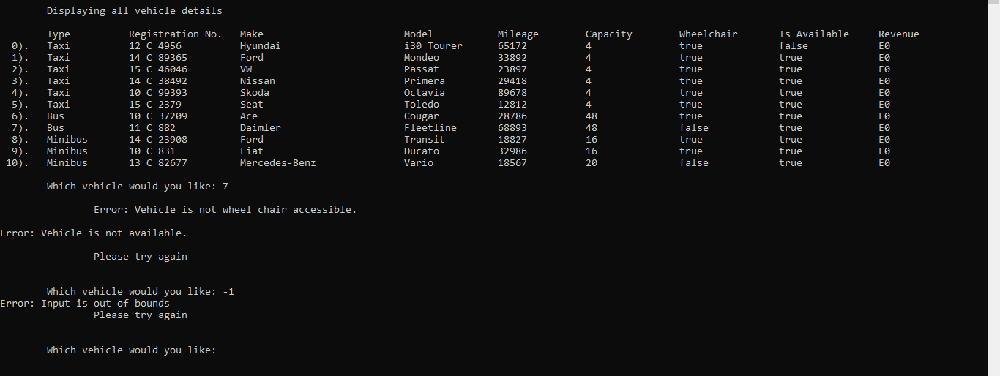 Displaying all vehicle details
Type Registration No. Make Model Mileage Capacity Wheelchair Is Available Revenue
0). Taxi 12 C 4956 Hyundai i30 Tourer 65172 4 true false E0
1). Taxi 14 C 89365 Ford Mondeo 33892 4 true true E0
2). Taxi 15 C 46046 VW Passat 23897 4 true true E0
3). Taxi 14 C 38492 Nissan Primera 29418 4 true true E0
4). Taxi 10 C 99393 Skoda Octavia 89678 4 true true E0
5). Taxi 15 C 2379 Seat Toledo 12812 4 true true E0
6). Bus 10 C 37209 Ace Cougar 28786 48 true true E0
7). Bus 11 C 882 Daimler Fleetline 68893 48 false true E0
8). Minibus 14 C 23908 Ford Transit 18827 16 true true E0
9). Minibus 10 C 831 Fiat Ducato 32986 16 true true E0
10). Minibus 13 C 82677 Mercedes-Benz Vario 18567 20 false true E0
Which vehicle would you like: 7
Error: Vehicle is not wheel chair accessible.
Error: Vehicle is not available.
Please try again
Which vehicle would you like: -1
Error: Input is out of bounds
Please try again
Which vehicle would you like: